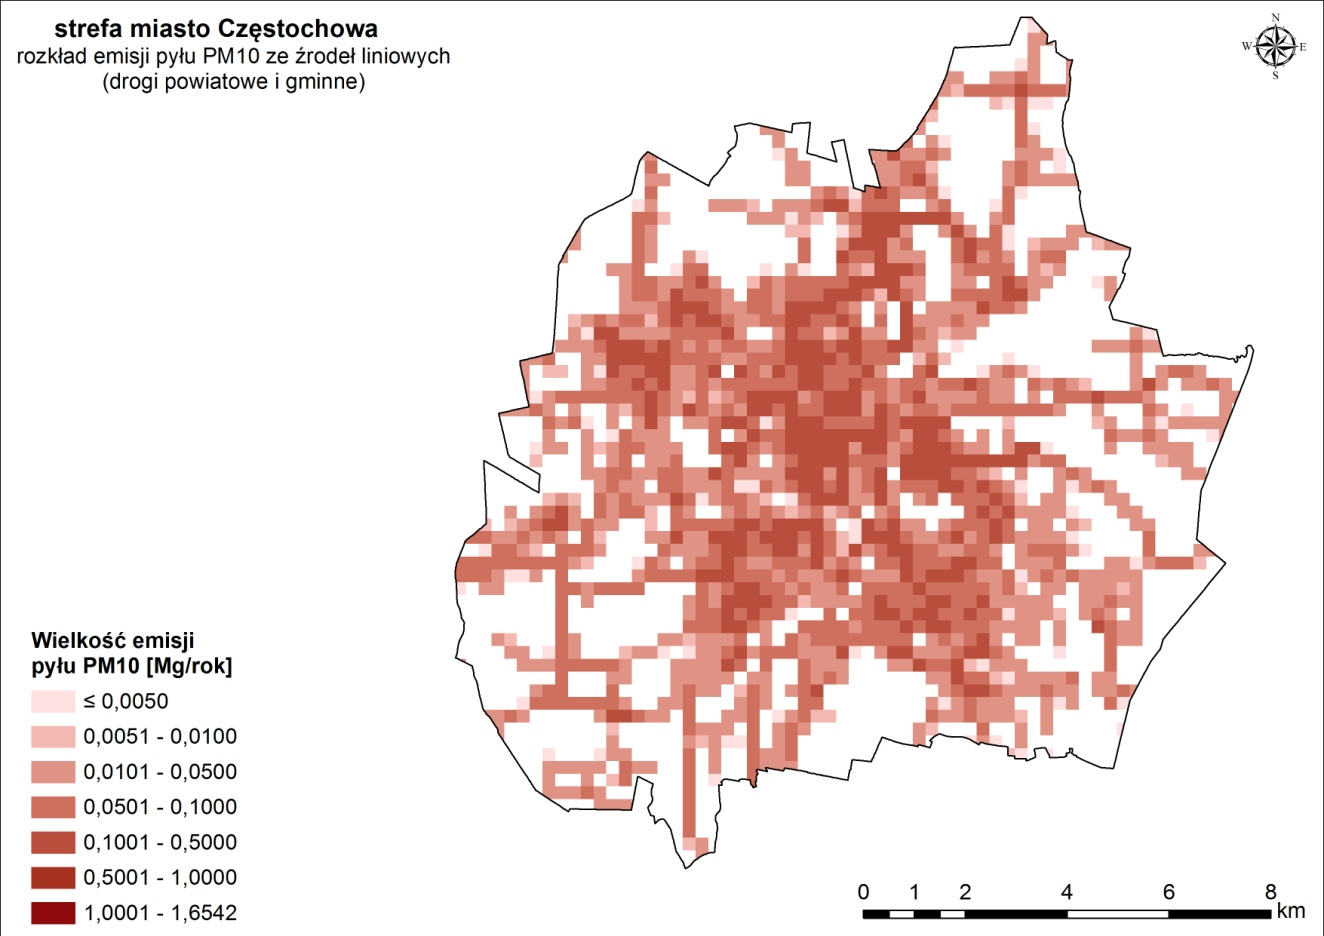 strefa miasto Częstochowa
rozkład emisji pyłu PM10 ze źrodeł liniowych
(drogi powiatowe i gminne)
N
W E
S
Wielkość emisji
pyłu PM10 [Mg/rok]
≤ 0,0050
0,0051 - 0,0100
0,0101 - 0,0500
0,0501 - 0,1000
0,1001 - 0,5000
0,5001 - 1,0000
1,0001 - 1,6542
0 1 2 4 6 8
km